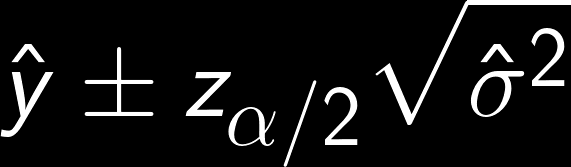 ŷ ± z_{α/2} √σ̂²